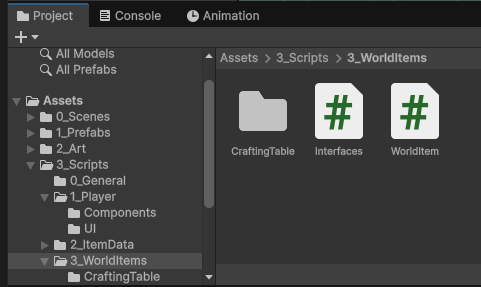 Project Console Animation
All Models
All Prefabs
Assets
0_Scenes
1_Prefabs
2_Art
3_Scripts
0_General
1_Player
Components
UI
2_ItemData
3_WorldItems
CraftingTable
Assets > 3_Scripts > 3_WorldItems
CraftingTable Interfaces WorldItem